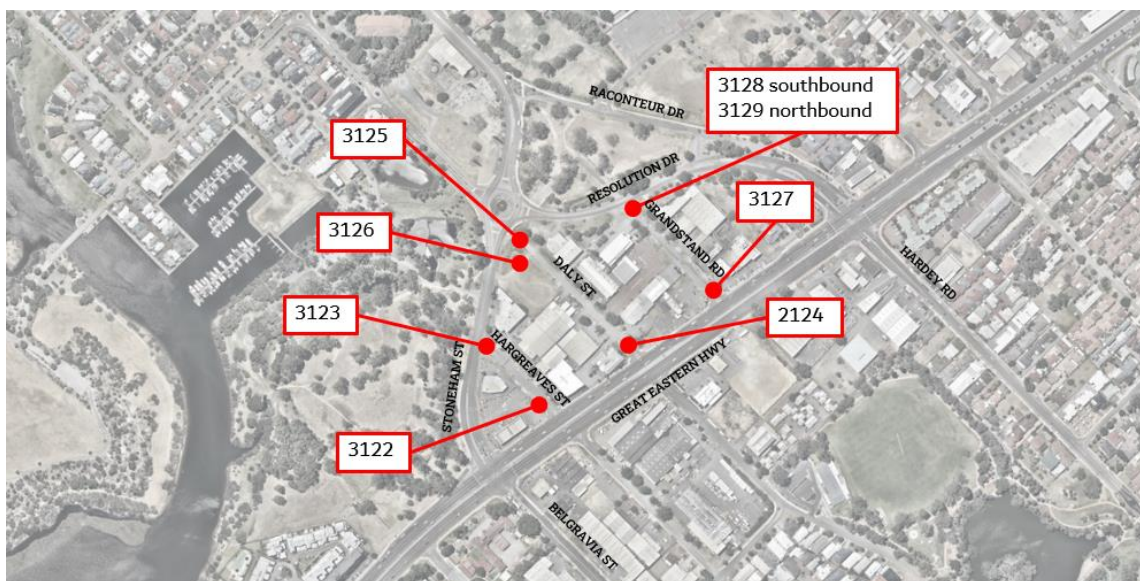 3128 southbound
3129 northbound
RACONTEUR DR
3125
RESOLUTION DR
3127
3126
GRANDSTAND RD
DALY ST
HARDEY RD
3123
2124
HARGREAVES ST
STONEHAM ST
GREAT EASTERN HWY
3122
BELGRAVIA ST